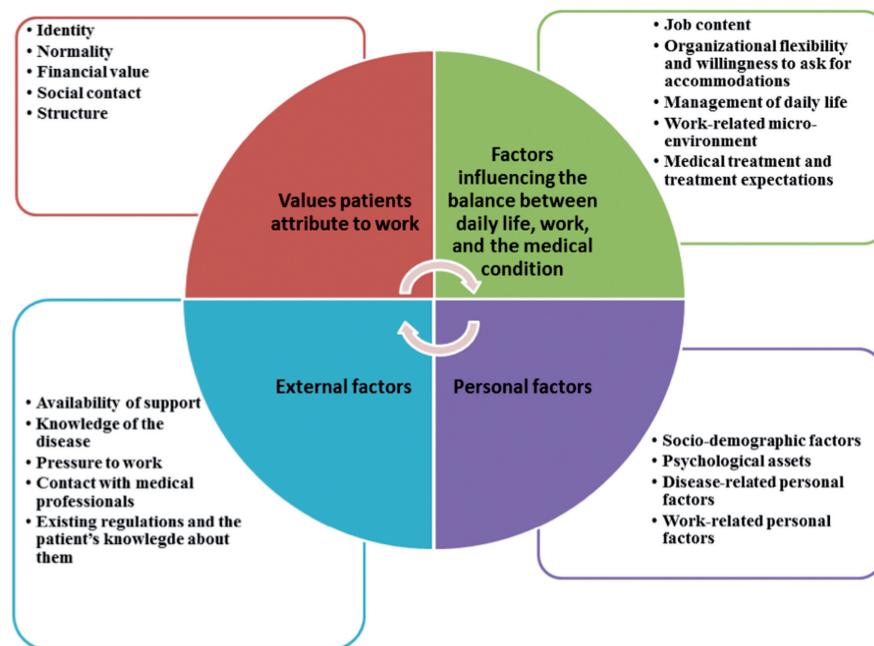 • Identity
• Normality
• Financial value
• Social contact
• Structure
• Job content
• Organizational flexibility
and willingness to ask for
accommodations
• Management of daily life
• Work-related micro-
environment
• Medical treatment and
treatment expectations
Values patients
attribute to work
Factors
influencing the
balance between
daily life, work,
and the medical
condition
External factors
Personal factors
• Availability of support
• Knowledge of the
disease
• Pressure to work
• Contact with medical
professionals
• Existing regulations and the
patient's knowlegde about
them
• Socio-demographic factors
• Psychological assets
• Disease-related personal
factors
• Work-related personal
factors